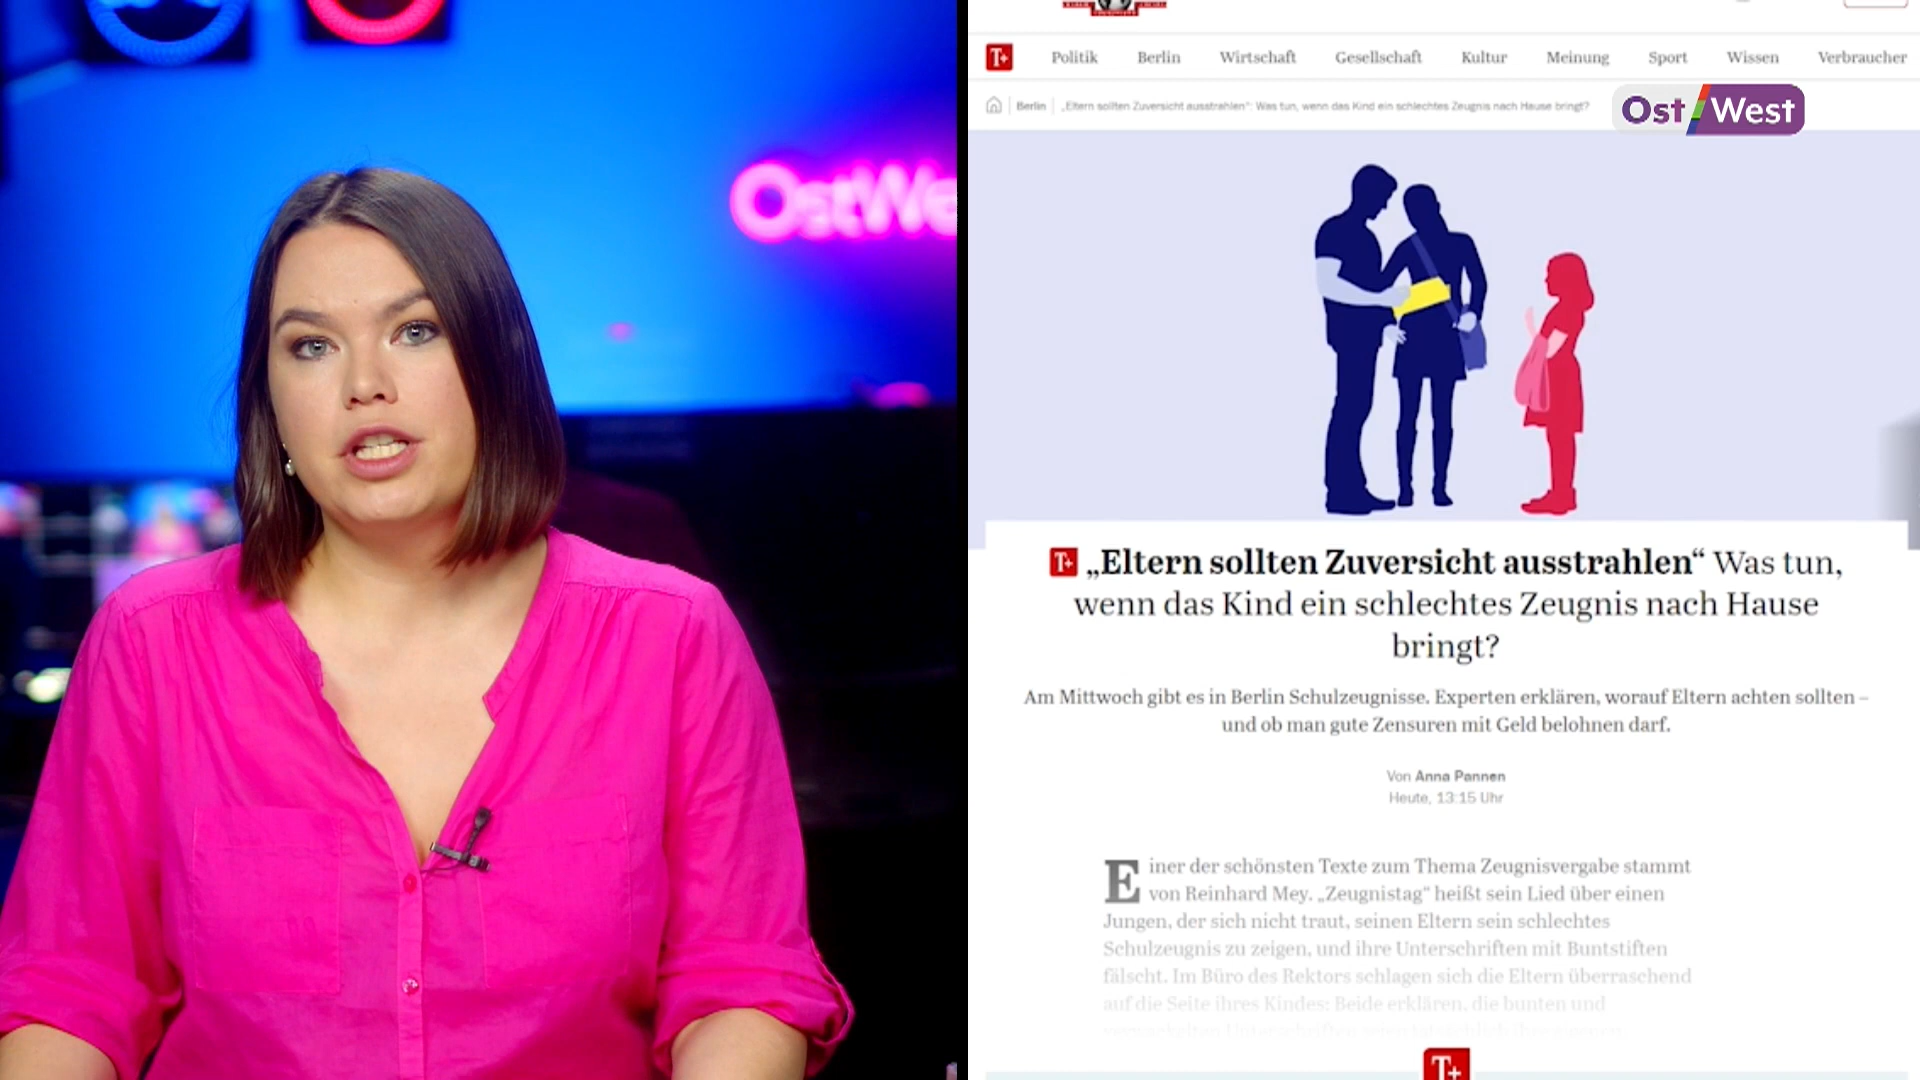 OstWe
T+
Politik Berlin Wirtschaft Gesellschaft Kultur Meinung Sport Wissen Verbraucher
Berlin „Eltern sollten Zuversicht ausstrahlen“: Was tun, wenn das Kind ein schlechtes Zeugnis nach Hause bringt?
Ost West
T+ „Eltern sollten Zuversicht ausstrahlen“ Was tun,
wenn das Kind ein schlechtes Zeugnis nach Hause
bringt?
Am Mittwoch gibt es in Berlin Schulzeugnisse. Experten erklären, worauf Eltern achten sollten –
und ob man gute Zensuren mit Geld belohnen darf.
Von Anna Pannen
Heute, 13:15 Uhr
Einer der schönsten Texte zum Thema Zeugnisvergabe stammt
von Reinhard Mey. „Zeugnistag“ heißt sein Lied über einen
Jungen, der sich nicht traut, seinen Eltern sein schlechtes
Schulzeugnis zu zeigen, und ihre Unterschriften mit Buntstiften
fälscht. Im Büro des Rektors schlagen sich die Eltern überraschend
auf die Seite ihres Kindes: Beide erklären, die bunten und
T+